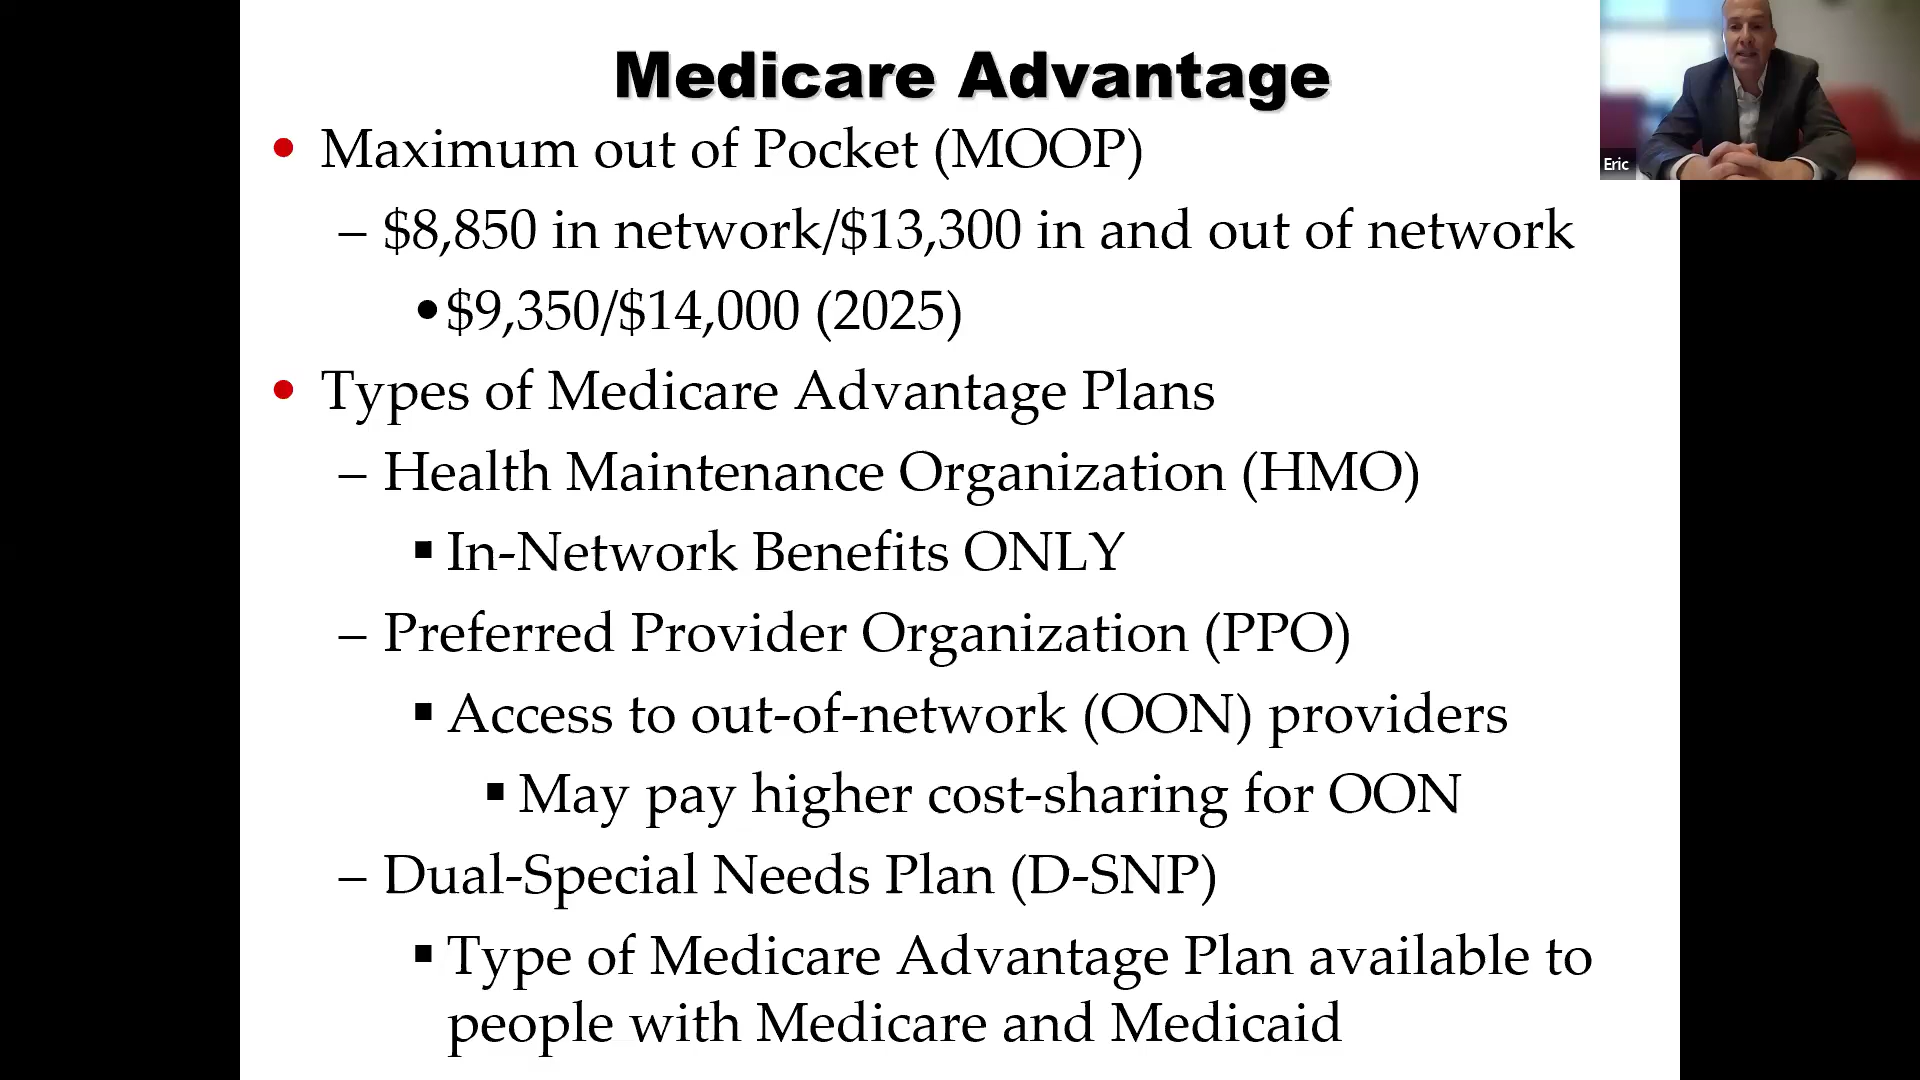 Medicare Advantage
• Maximum out of Pocket (MOOP)
– $8,850 in network/$13,300 in and out of network
•$9,350/$14,000 (2025)
• Types of Medicare Advantage Plans
– Health Maintenance Organization (HMO)
▪ In-Network Benefits ONLY
– Preferred Provider Organization (PPO)
▪ Access to out-of-network (OON) providers
▪ May pay higher cost-sharing for OON
– Dual-Special Needs Plan (D-SNP)
▪ Type of Medicare Advantage Plan available to
people with Medicare and Medicaid
Eric